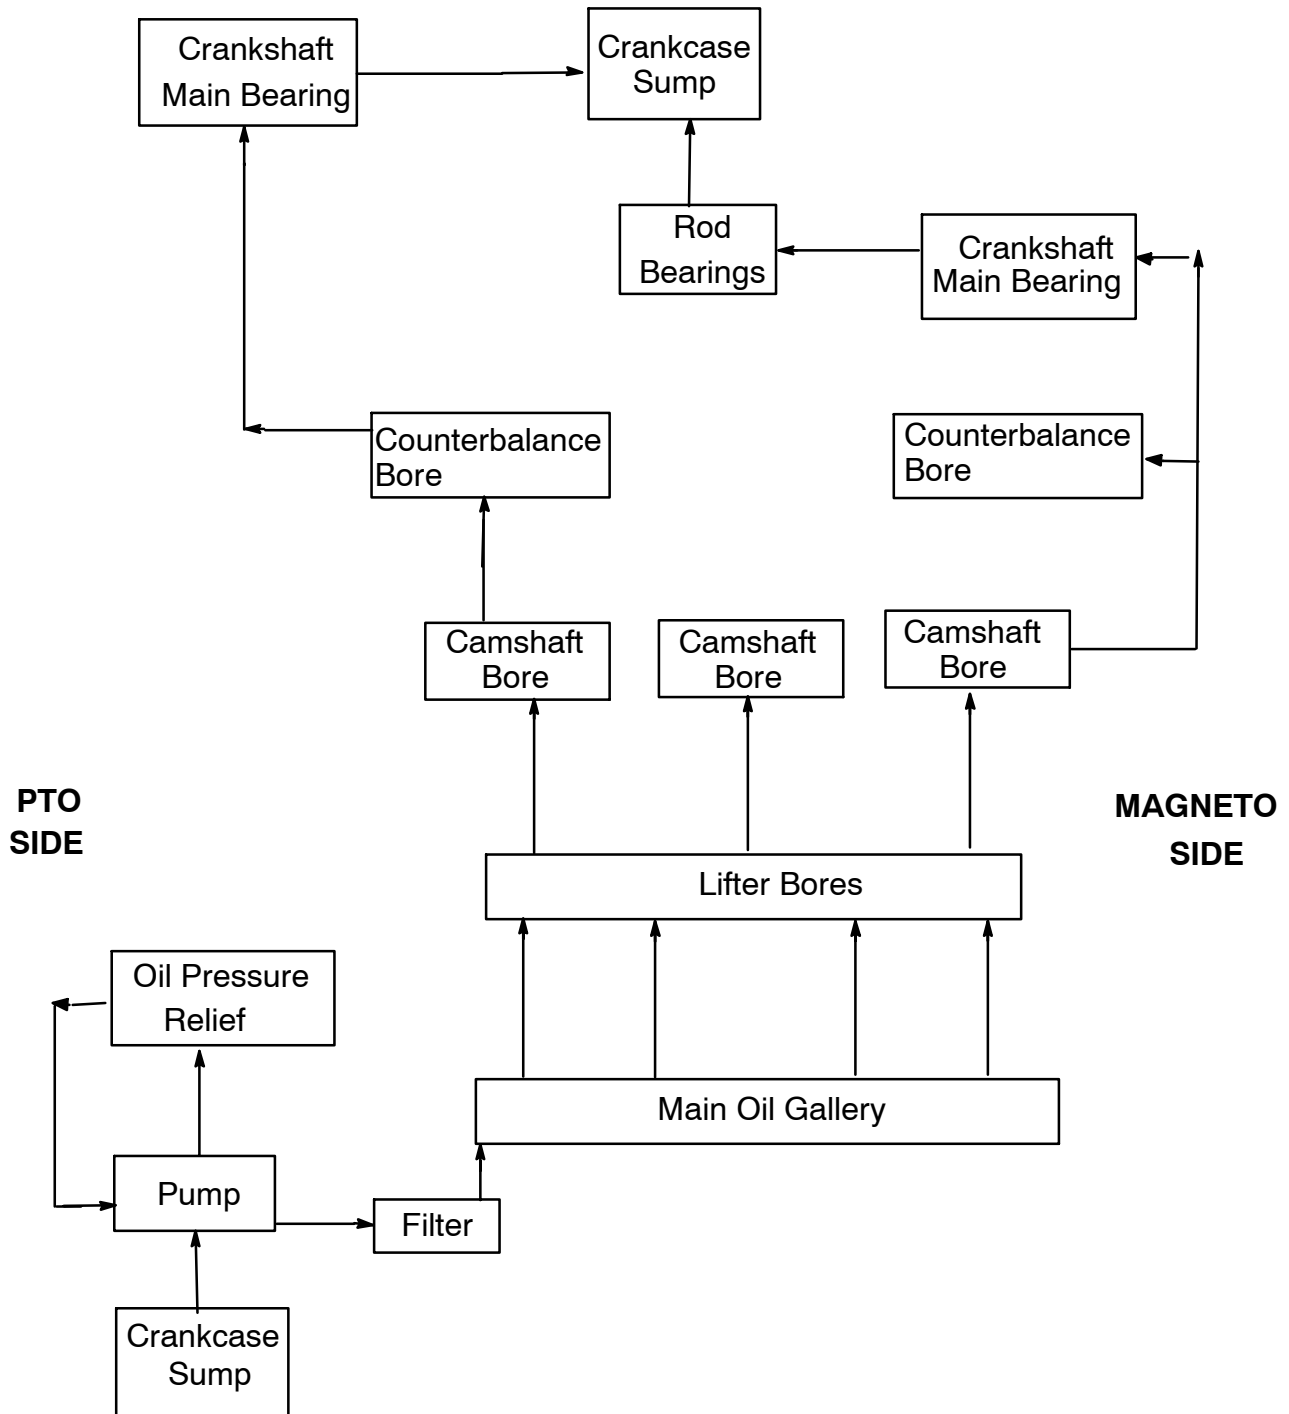 Crankshaft
Main Bearing
Crankcase
Sump
Rod
Bearings
Crankshaft
Main Bearing
Counterbalance
Bore
Counterbalance
Bore
Camshaft
Bore
Camshaft
Bore
Camshaft
Bore
PTO
SIDE
MAGNETO
SIDE
Lifter Bores
Oil Pressure
Relief
Main Oil Gallery
Pump
Filter
Crankcase
Sump